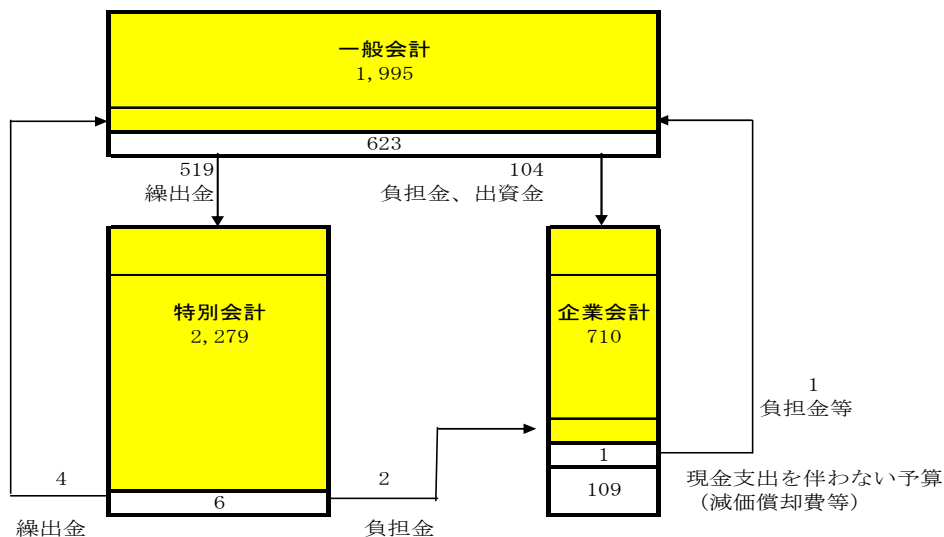 一般会計
1,995
623
519
繰出金
104
負担金、出資金
特別会計
2,279
企業会計
710
1
負担金等
1
109
現金支出を伴わない予算
（減価償却費等）
4
繰出金
6
2
負担金